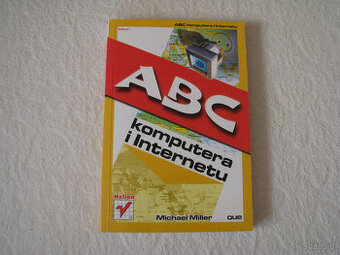 ABC komputera i Internetu
ABC
komputera
i Internetu
Helion
Michael Miller
que